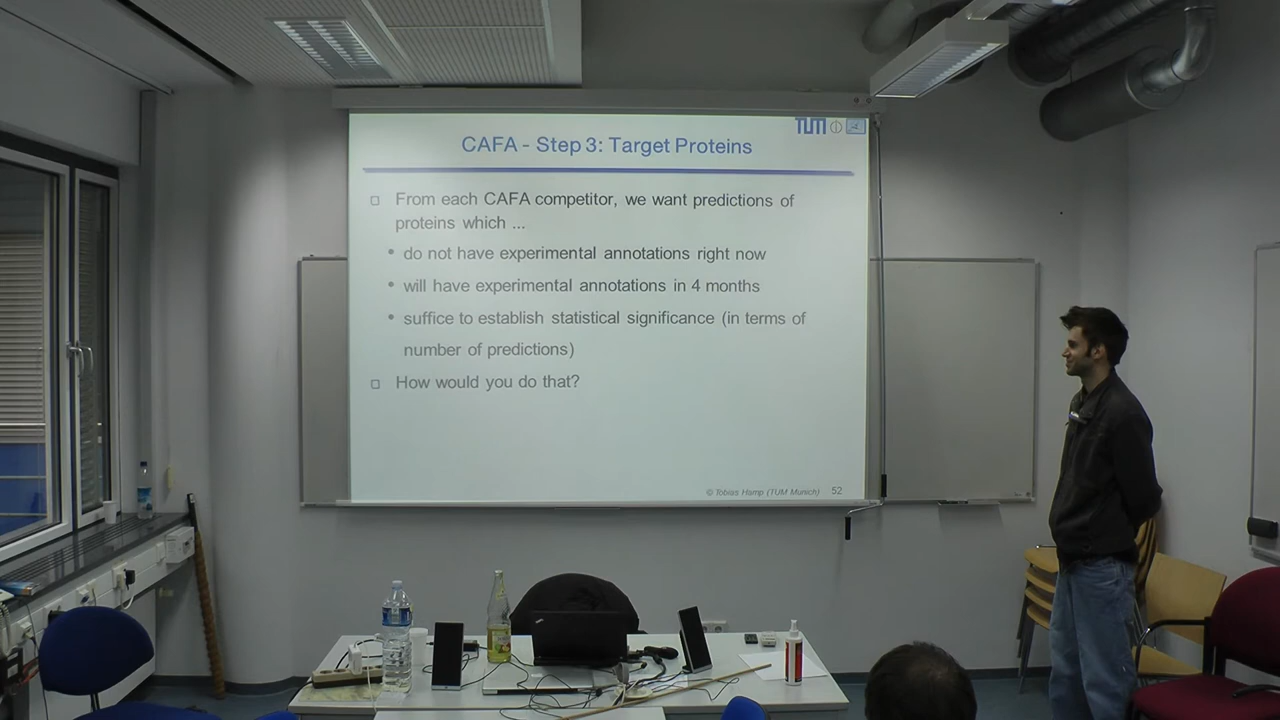 TUM
CAFA - Step 3: Target Proteins
From each CAFA competitor, we want predictions of
proteins which ...
• do not have experimental annotations right now
• will have experimental annotations in 4 months
• suffice to establish statistical significance (in terms of
number of predictions)
How would you do that?
© Tobias Hamp (TUM Munich) 52